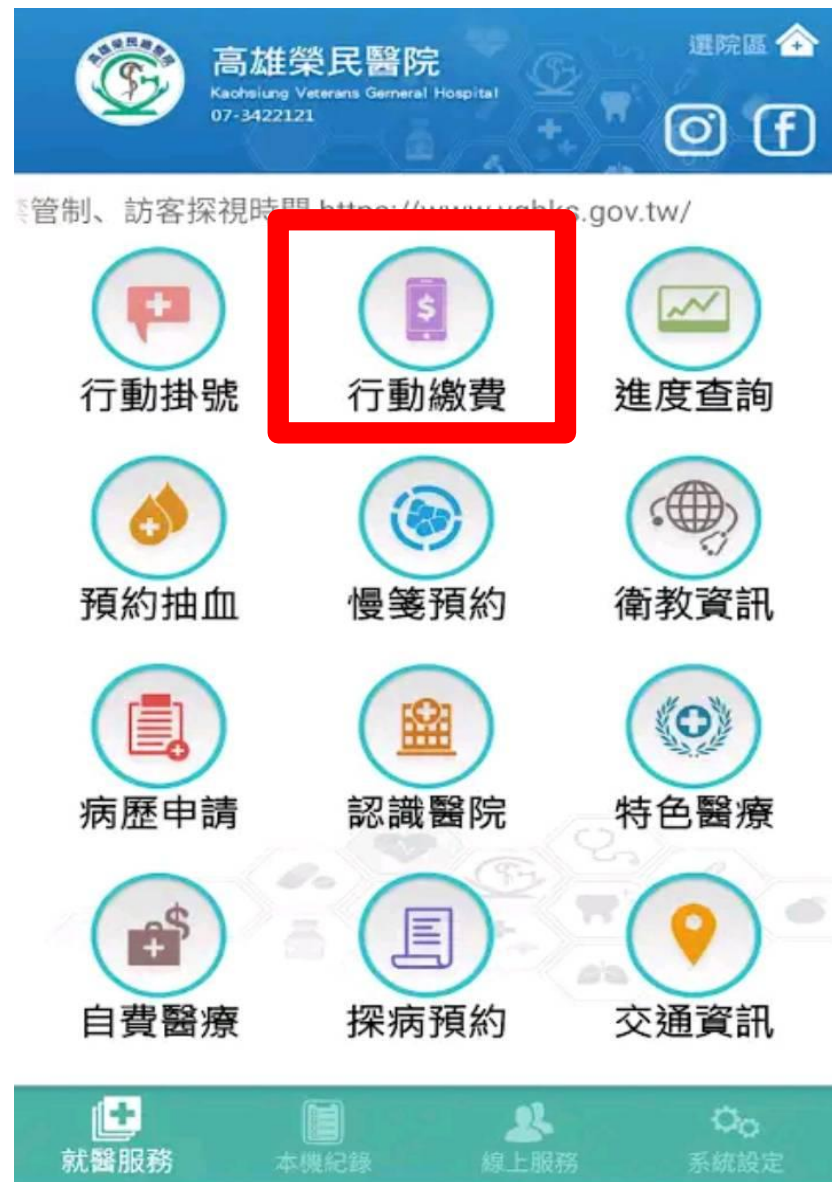 高雄榮民醫院
Kaohsiung Veterans Gerneral Hospital
07-3422121
選院區
管制、訪客探視時間 https://www.vghks.gov.tw/
行動掛號
行動繳費
進度查詢
預約抽血
慢箋預約
衛教資訊
病歷申請
認識醫院
特色醫療
自費醫療
探病預約
交通資訊
就醫服務
本機紀錄
線上服務
系統設定